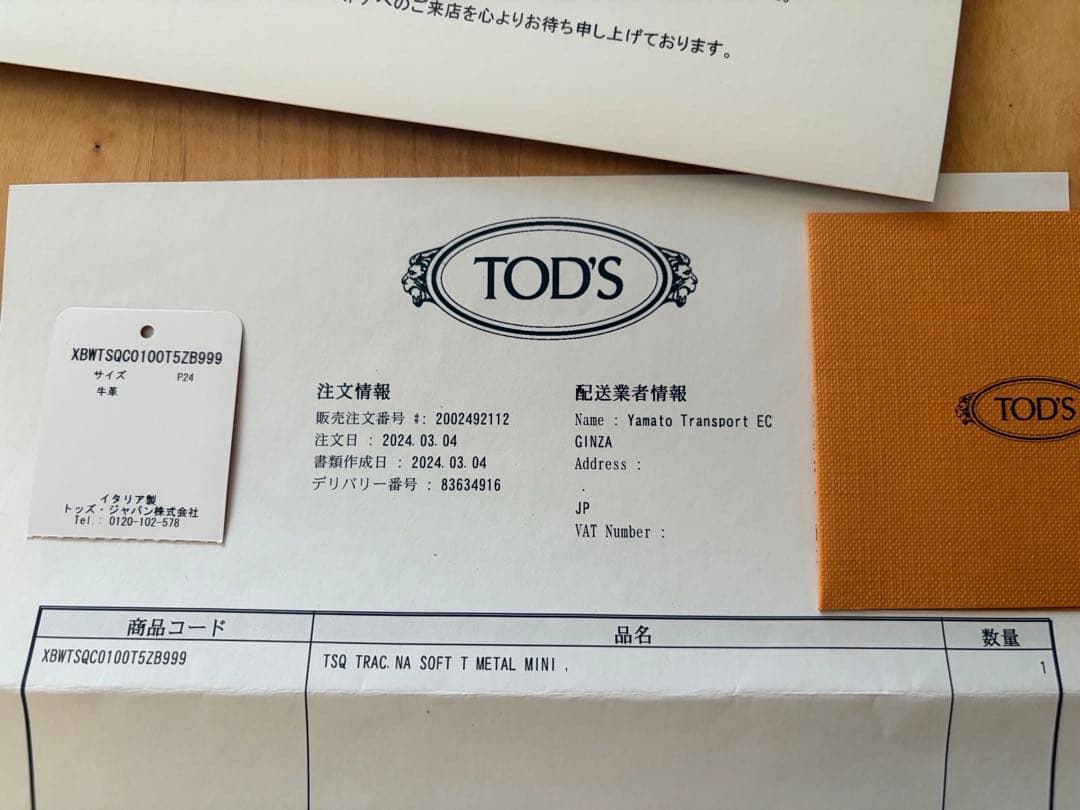 へのご来店を心よりお待ち申し上げております。
TOD'S
XBWTSQC0100T5ZB999
サイズ P24
牛革
イタリア製
トッズ・ジャパン株式会社
Tel.: 0120-102-578
注文情報
販売注文番号 #: 2002492112
注文日 : 2024.03.04
書類作成日 : 2024.03.04
デリバリー番号 : 83634916
配送業者情報
Name : Yamato Transport EC
GINZA
Address :
.
JP
VAT Number :
TOD'S
商品コード 品名 数量
XBWTSQC0100T5ZB999 TSQ TRAC.NA SOFT T METAL MINI , 1